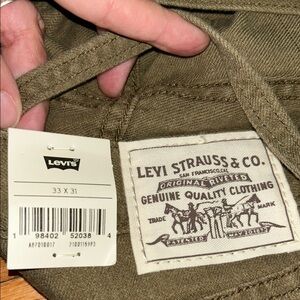 Levi's
33 X 31
1 98402 52038 4
LEVI STRAUSS & CO.
SAN FRANCISCO, CAL.
ORIGINAL RIVETED
GENUINE QUALITY CLOTHING
TRADE MARK
PATENTED